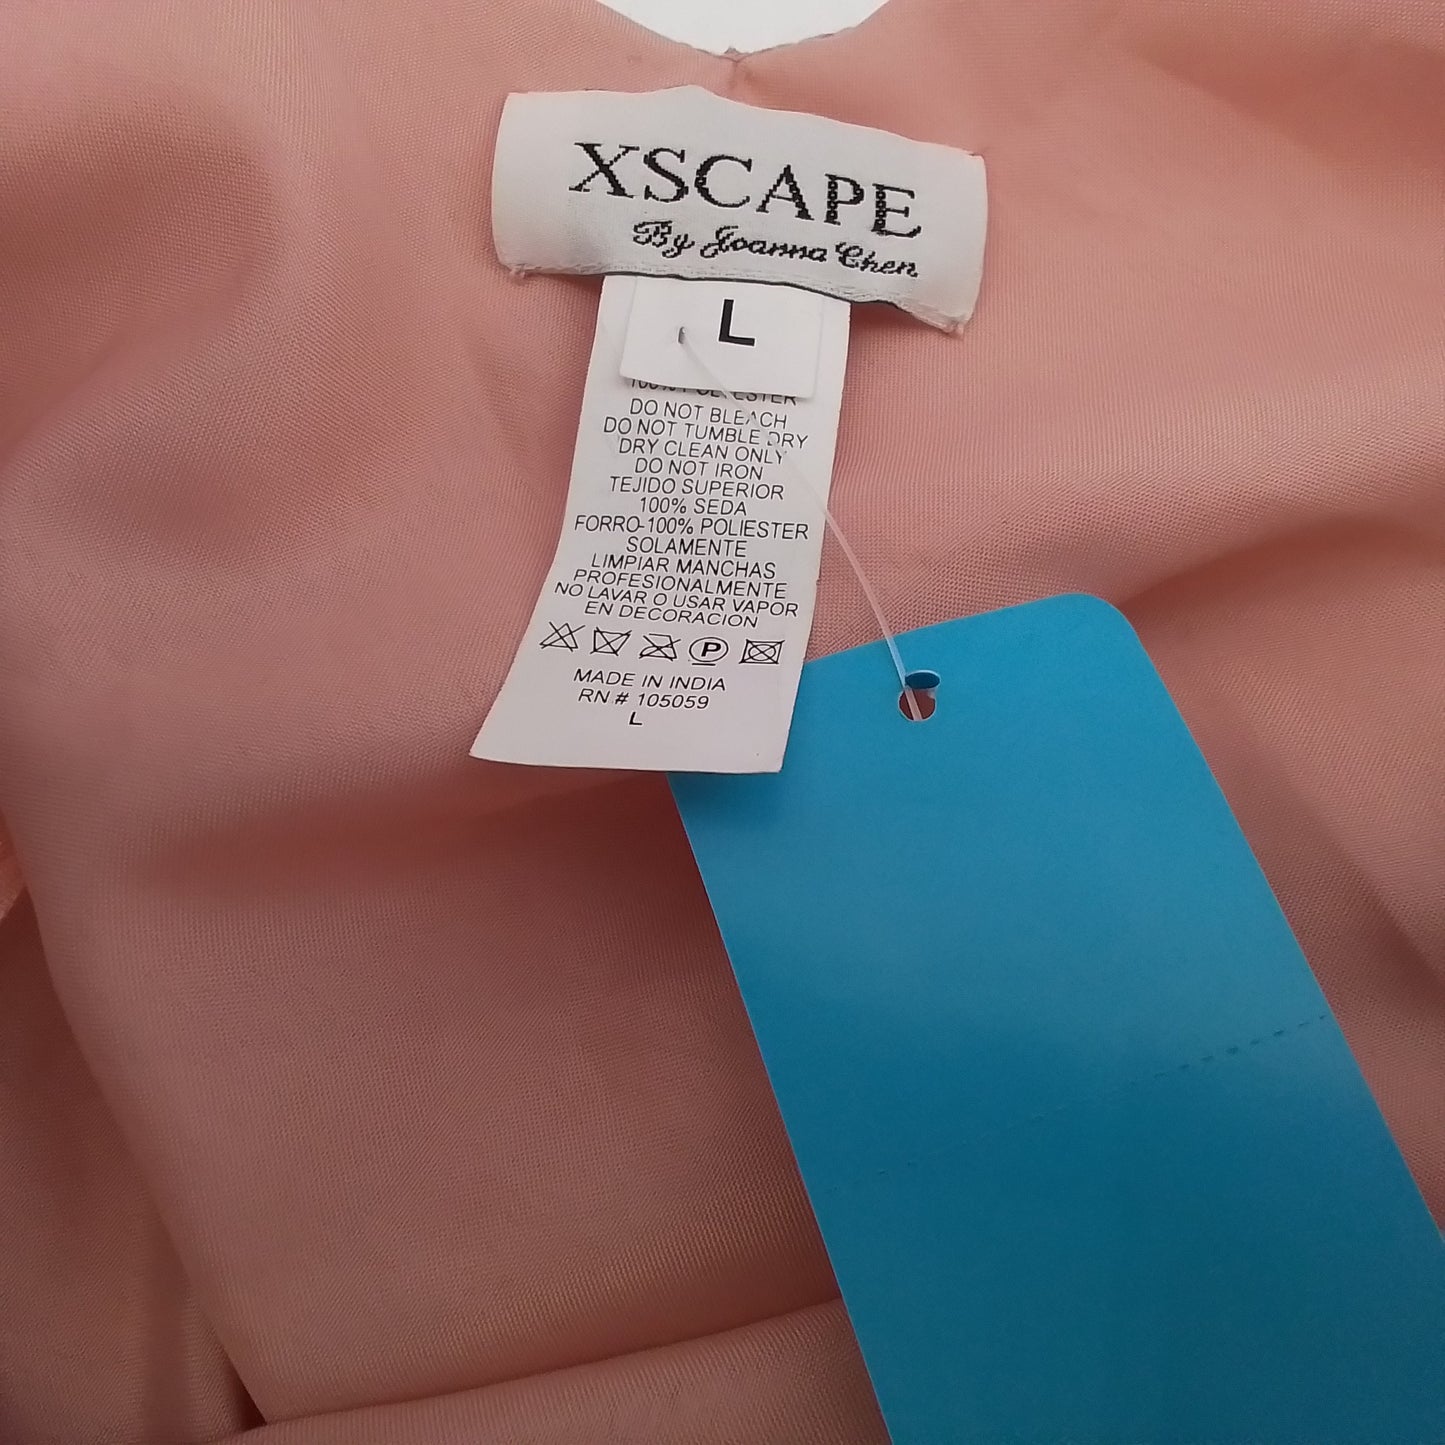 XSCAPE
By Joanna Chen
L
100% POLYESTER
DO NOT BLEACH
DO NOT TUMBLE DRY
DRY CLEAN ONLY
DO NOT IRON
TEJIDO SUPERIOR
100% SEDA
FORRO-100% POLIESTER
SOLAMENTE
LIMPIAR MANCHAS
PROFESIONALMENTE
NO LAVAR O USAR VAPOR
EN DECORACION
P
MADE IN INDIA
RN # 105059
L